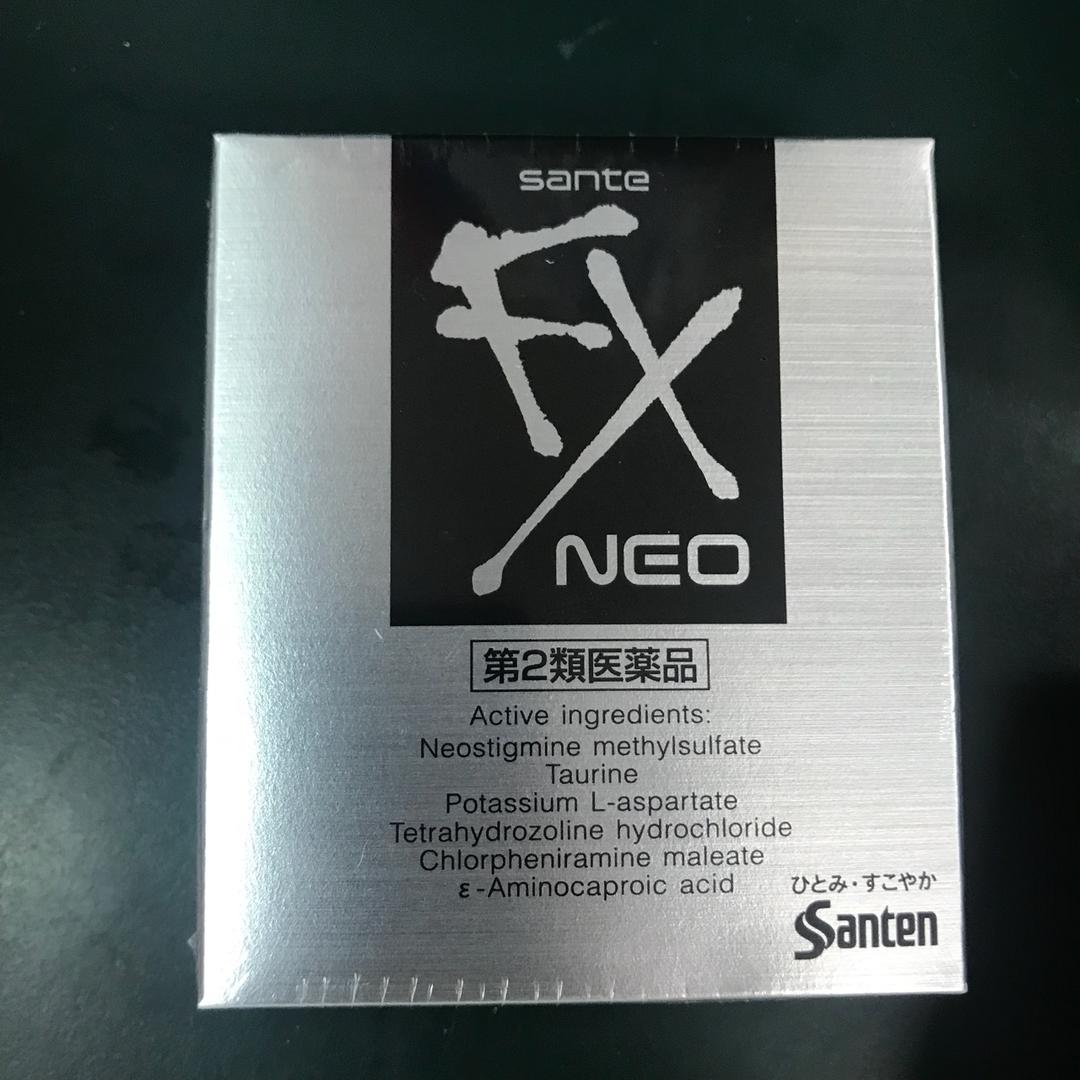 sante
FX
NEO
第2類医薬品
Active ingredients:
Neostigmine methylsulfate
Taurine
Potassium L-aspartate
Tetrahydrozoline hydrochloride
Chlorpheniramine maleate
ε-Aminocaproic acid
ひとみ・すこやか
Santen